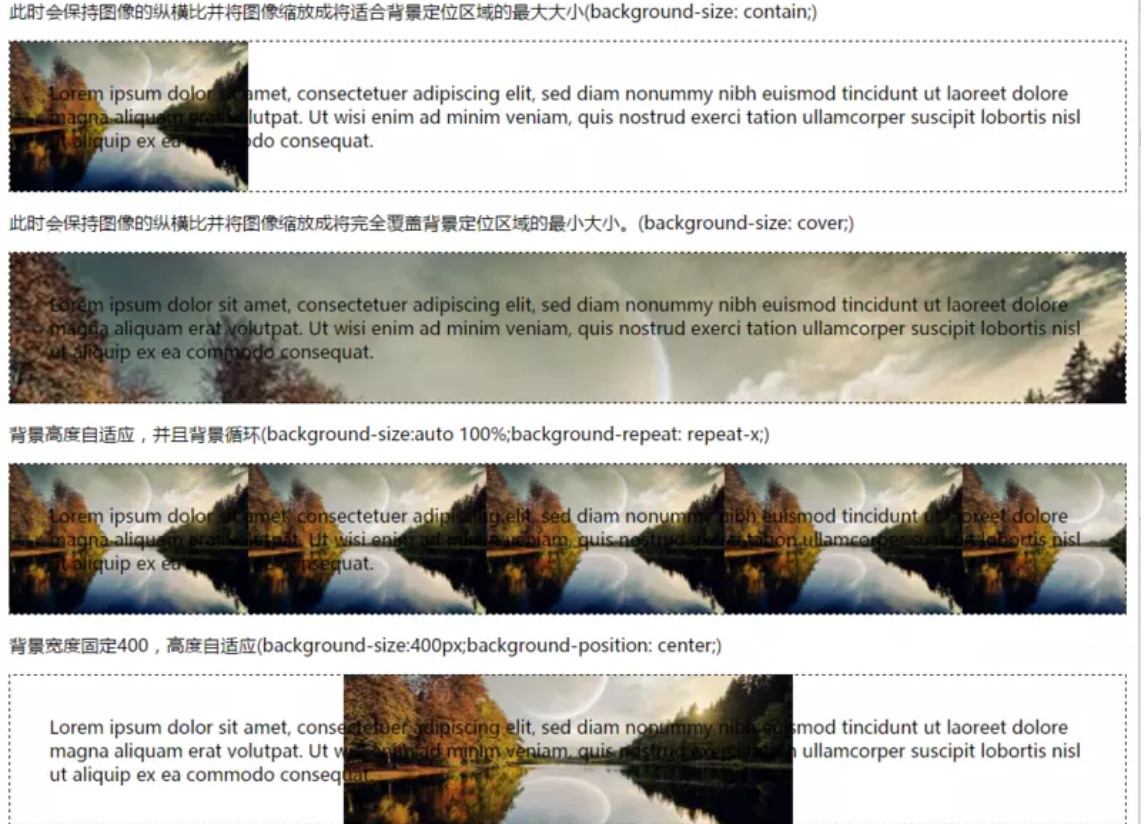 此时会保持图像的纵横比并将图像缩放成将适合背景定位区域的最大大小(background-size: contain;)
Lorem ipsum dolor sit amet, consectetuer adipiscing elit, sed diam nonummy nibh euismod tincidunt ut laoreet dolore
magna aliquam erat volutpat. Ut wisi enim ad minim veniam, quis nostrud exerci tation ullamcorper suscipit lobortis nisl
ut aliquip ex ea commodo consequat.
此时会保持图像的纵横比并将图像缩放成将完全覆盖背景定位区域的最小大小。(background-size: cover;)
Lorem ipsum dolor sit amet, consectetuer adipiscing elit, sed diam nonummy nibh euismod tincidunt ut laoreet dolore
magna aliquam erat volutpat. Ut wisi enim ad minim veniam, quis nostrud exerci tation ullamcorper suscipit lobortis nisl
ut aliquip ex ea commodo consequat.
背景高度自适应，并且背景循环(background-size:auto 100%;background-repeat: repeat-x;)
Lorem ipsum dolor sit amet, consectetuer adipiscing elit, sed diam nonummy nibh euismod tincidunt ut laoreet dolore
magna aliquam erat volutpat. Ut wisi enim ad minim veniam, quis nostrud exerci tation ullamcorper suscipit lobortis nisl
ut aliquip ex ea commodo consequat.
背景宽度固定400，高度自适应(background-size:400px;background-position: center;)
Lorem ipsum dolor sit amet, consectetuer adipiscing elit, sed diam nonummy nibh euismod tincidunt ut laoreet dolore
magna aliquam erat volutpat. Ut wisi enim ad minim veniam, quis nostrud exerci tation ullamcorper suscipit lobortis nisl
ut aliquip ex ea commodo consequat.